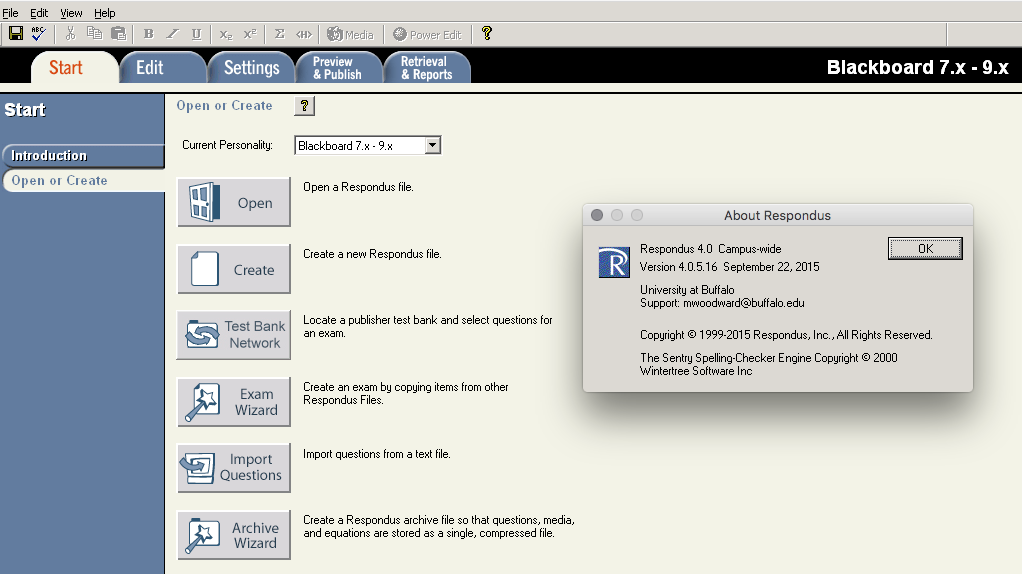 File Edit View Help
ABC
B I U X₂ X² Σ <H> Media Power Edit ?
Start Edit Settings Preview & Publish Retrieval & Reports Blackboard 7.x - 9.x
Start
Introduction
Open or Create
Open or Create ?
Current Personality: Blackboard 7.x - 9.x
Open
Open a Respondus file.
Create
Create a new Respondus file.
Test Bank
Network
Locate a publisher test bank and select questions for
an exam.
Exam
Wizard
Create an exam by copying items from other
Respondus Files.
Import
Questions
Import questions from a text file.
Archive
Wizard
Create a Respondus archive file so that questions, media,
and equations are stored as a single, compressed file.
About Respondus
R
Respondus 4.0 Campus-wide
OK
Version 4.0.5.16 September 22, 2015
University at Buffalo
Support: mwoodward@buffalo.edu
Copyright © 1999-2015 Respondus, Inc., All Rights Reserved.
The Sentry Spelling-Checker Engine Copyright © 2000
Wintertree Software Inc